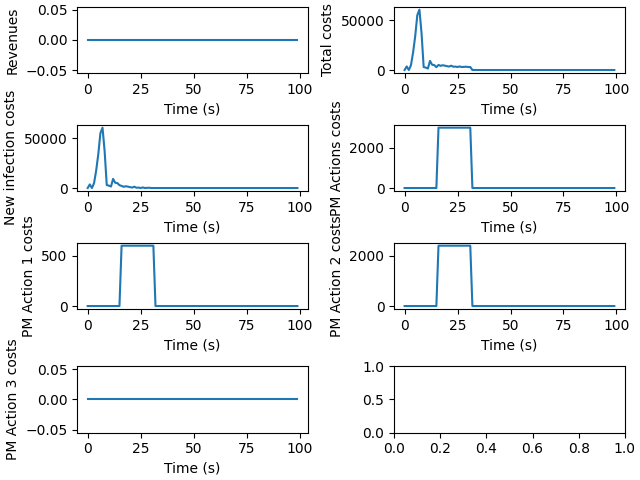 Revenues
0.05
0.00
−0.05
0 25 50 75 100
Time (s)
Total costs
50000
0
0 25 50 75 100
Time (s)
New infection costs
50000
0
0 25 50 75 100
Time (s)
PM Actions costs
2000
0
0 25 50 75 100
Time (s)
PM Action 1 costs
500
0
0 25 50 75 100
Time (s)
PM Action 2 costs
2000
0
0 25 50 75 100
Time (s)
PM Action 3 costs
0.05
0.00
−0.05
0 25 50 75 100
Time (s)
1.0
0.5
0.0
0.0 0.2 0.4 0.6 0.8 1.0